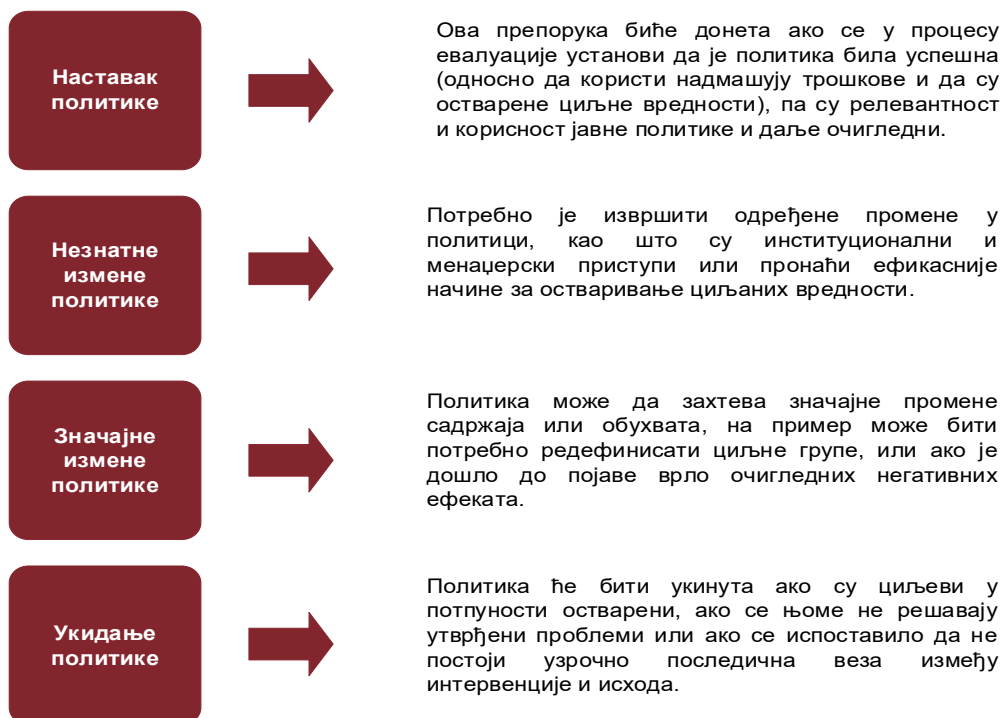 Наставак
политике
Ова препорука биће донета ако се у процесу
евалуације установи да је политика била успешна
(односно да користи надмашују трошкове и да су
остварене циљне вредности), па су релевантност
и корисност јавне политике и даље очигледни.
Незнатне
измене
политике
Потребно је извршити одређене промене у
политици, као што су институционални и
менаџерски приступи или пронаћи ефикасније
начине за остваривање циљаних вредности.
Значајне
измене
политике
Политика може да захтева значајне промене
садржаја или обухвата, на пример може бити
потребно редефинисати циљне групе, или ако је
дошло до појаве врло очигледних негативних
ефеката.
Укидање
политике
Политика ће бити укинута ако су циљеви у
потпуности остварени, ако се њоме не решавају
утврђени проблеми или ако се испоставило да не
постоји узрочно последична веза између
интервенције и исхода.